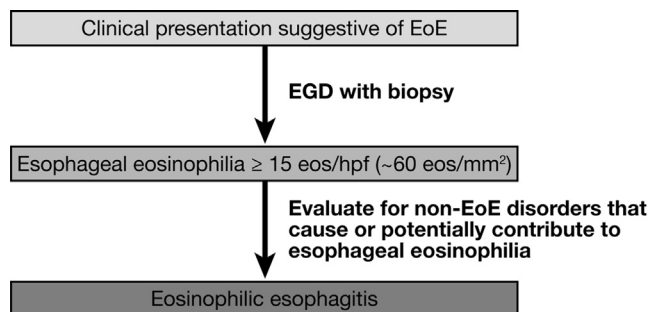 Clinical presentation suggestive of EoE
EGD with biopsy
Esophageal eosinophilia ≥ 15 eos/hpf (~60 eos/mm²)
Evaluate for non-EoE disorders that
cause or potentially contribute to
esophageal eosinophilia
Eosinophilic esophagitis